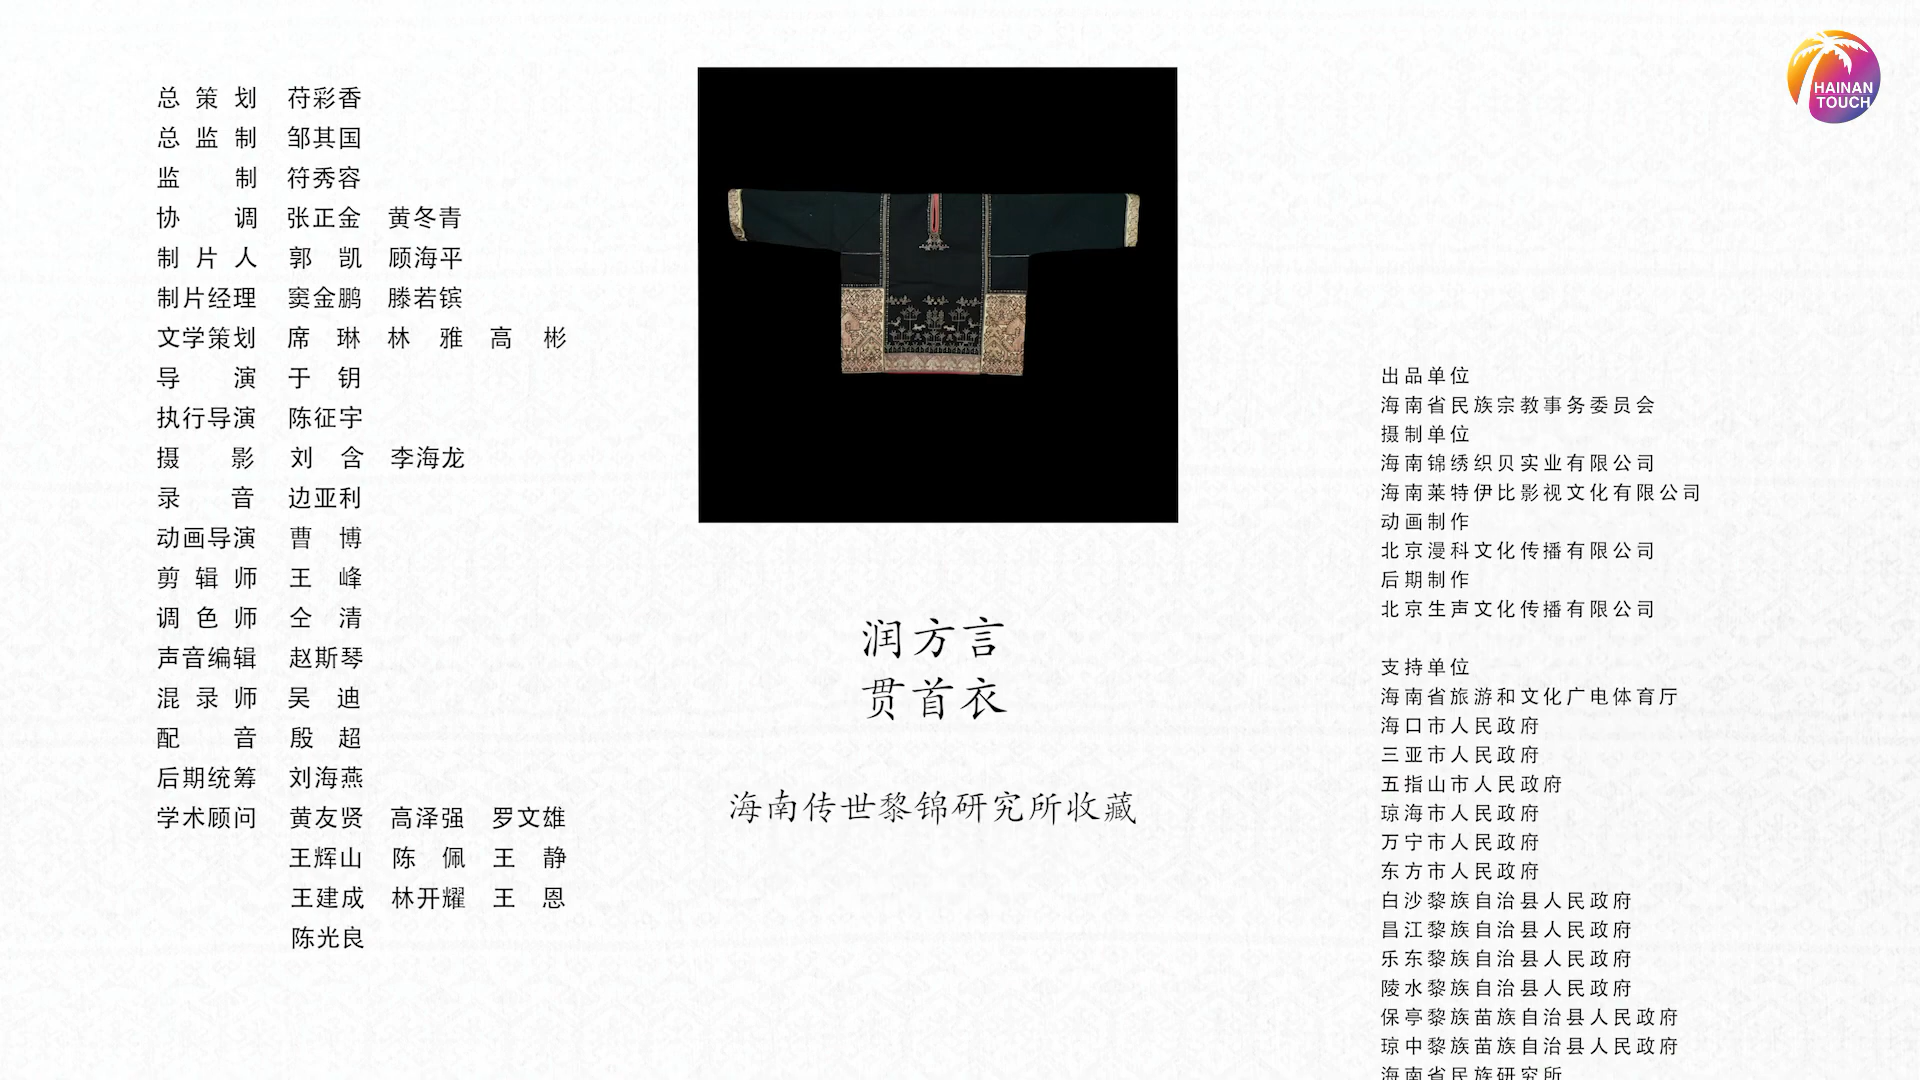 总策划 苻彩香
总监制 邹其国
监制 符秀容
协调 张正金 黄冬青
制片人 郭凯 顾海平
制片经理 窦金鹏 滕若镔
文学策划 席琳 林雅 高彬
导演 于钥
执行导演 陈征宇
摄影 刘含 李海龙
录音 边亚利
动画导演 曹博
剪辑师 王峰
调色师 仝清
声音编辑 赵斯琴
混录师 吴迪
配音 殷超
后期统筹 刘海燕
学术顾问 黄友贤 高泽强 罗文雄
王辉山 陈佩 王静
王建成 林开耀 王恩
陈光良
润方言
贯首衣
海南传世黎锦研究所收藏
HAINAN
TOUCH
出品单位
海南省民族宗教事务委员会
摄制单位
海南锦绣织贝实业有限公司
海南莱特伊比影视文化有限公司
动画制作
北京漫科文化传播有限公司
后期制作
北京生声文化传播有限公司
支持单位
海南省旅游和文化广电体育厅
海口市人民政府
三亚市人民政府
五指山市人民政府
琼海市人民政府
万宁市人民政府
东方市人民政府
白沙黎族自治县人民政府
昌江黎族自治县人民政府
乐东黎族自治县人民政府
陵水黎族自治县人民政府
保亭黎族苗族自治县人民政府
琼中黎族苗族自治县人民政府
海南省民族研究所